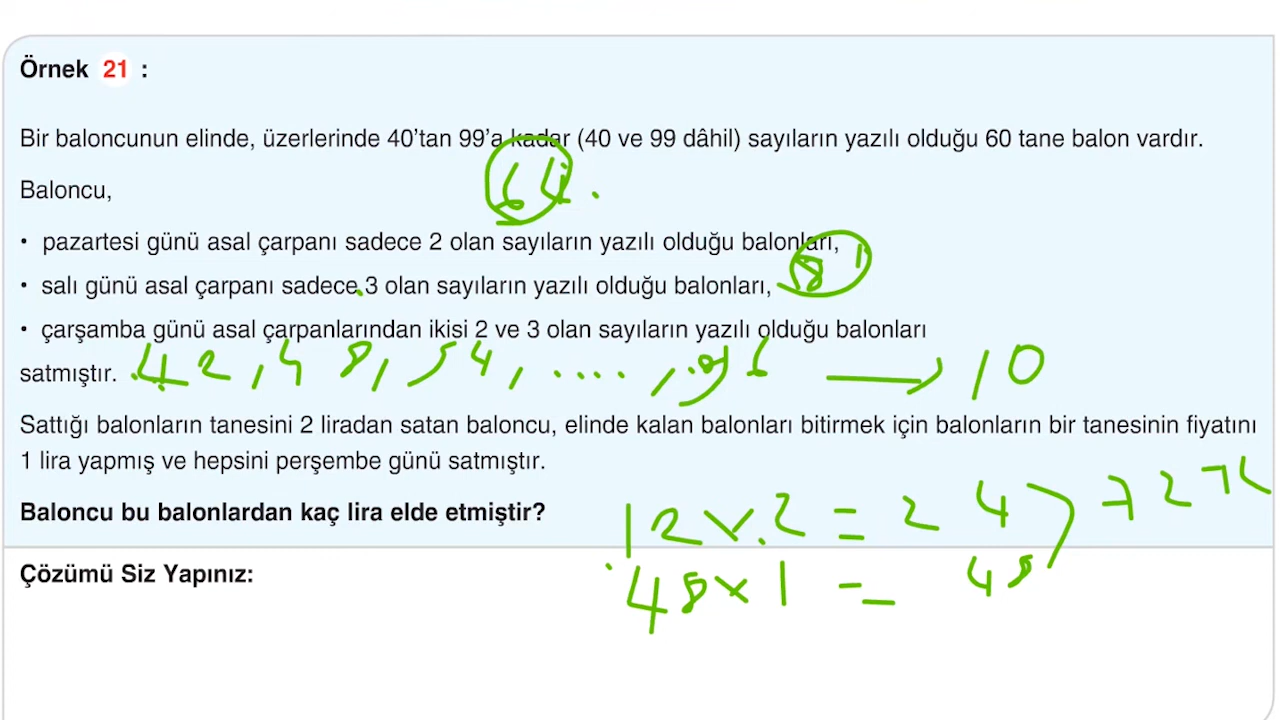 Örnek 21 :
Bir baloncunun elinde, üzerlerinde 40’tan 99’a kadar (40 ve 99 dâhil) sayıların yazılı olduğu 60 tane balon vardır.
64.
Baloncu,
• pazartesi günü asal çarpanı sadece 2 olan sayıların yazılı olduğu balonları,
81
• salı günü asal çarpanı sadece 3 olan sayıların yazılı olduğu balonları,
• çarşamba günü asal çarpanlarından ikisi 2 ve 3 olan sayıların yazılı olduğu balonları
satmıştır. 42, 48, 54, ...., 96 → 10
Sattığı balonların tanesini 2 liradan satan baloncu, elinde kalan balonları bitirmek için balonların bir tanesinin fiyatını
1 lira yapmış ve hepsini perşembe günü satmıştır.
Baloncu bu balonlardan kaç lira elde etmiştir?
12 x 2 = 24
72 TL
48 x 1 = 48
Çözümü Siz Yapınız: